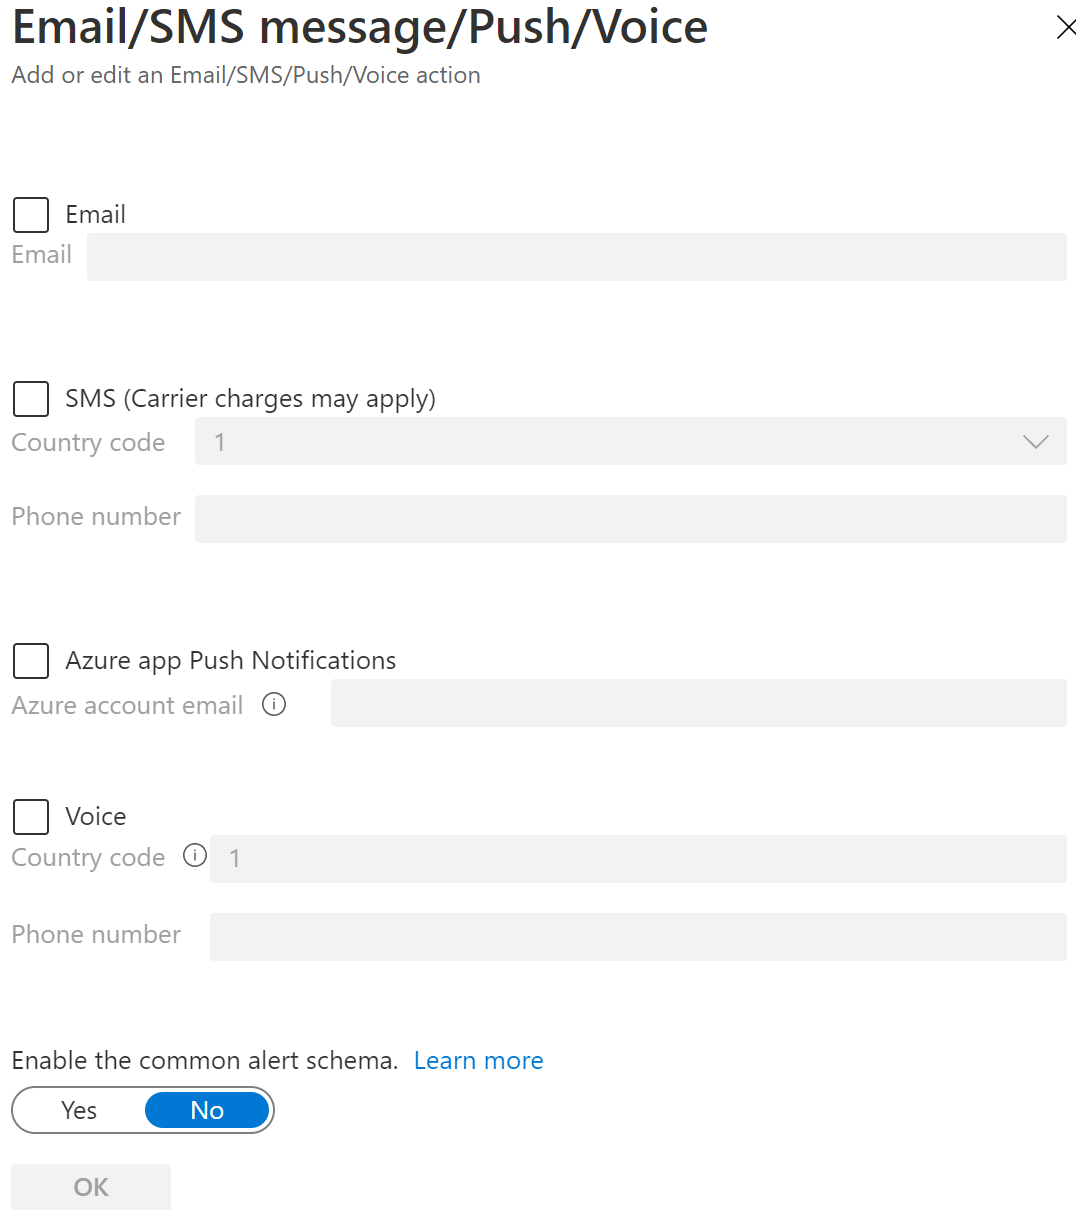 Email/SMS message/Push/Voice
Add or edit an Email/SMS/Push/Voice action
Email
Email
SMS (Carrier charges may apply)
Country code 1
Phone number
Azure app Push Notifications
Azure account email
Voice
Country code 1
Phone number
Enable the common alert schema. Learn more
Yes No
OK